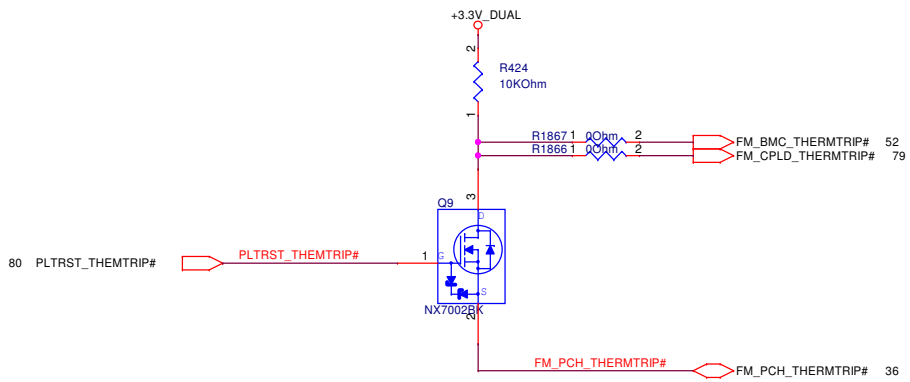 +3.3V_DUAL
2
R424
10KOhm
1
R1867 1 0Ohm 2 FM_BMC_THERMTRIP# 52
R1866 1 0Ohm 2 FM_CPLD_THERMTRIP# 79
3
Q9
D
80 PLTRST_THEMTRIP# PLTRST_THEMTRIP# 1 G
S
NX7002BK
2
FM_PCH_THERMTRIP# FM_PCH_THERMTRIP# 36